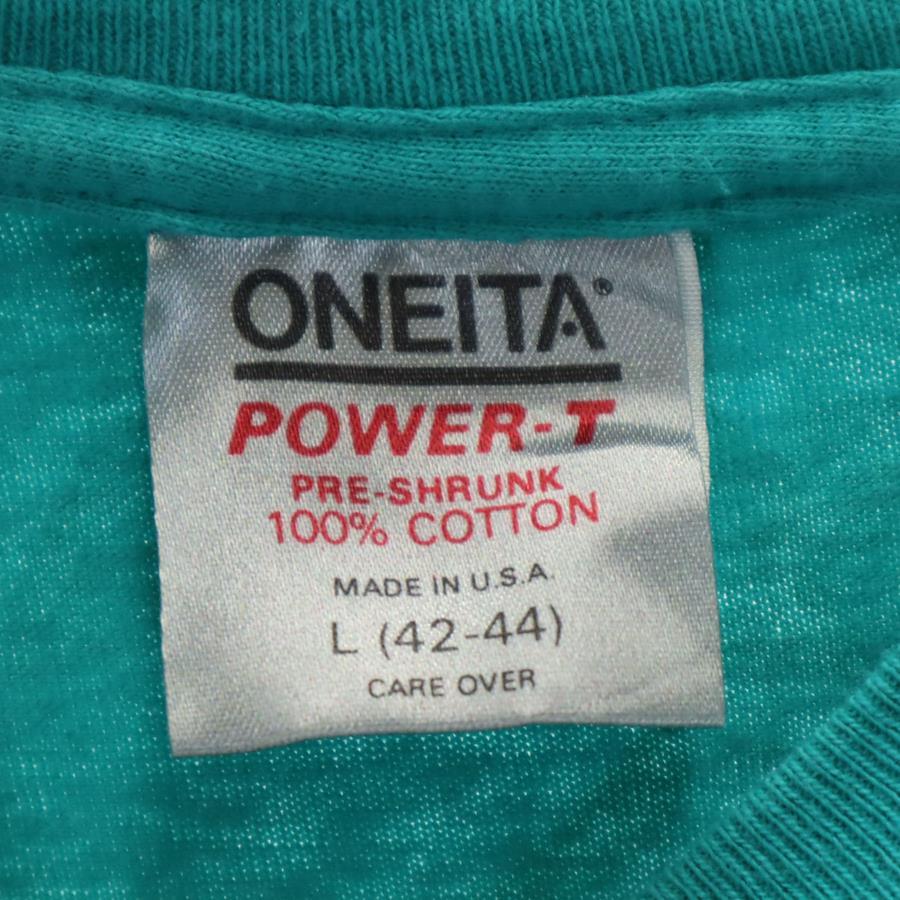 ONEITA®
POWER-T
PRE-SHRUNK
100% COTTON
MADE IN U.S.A.
L (42-44)
CARE OVER